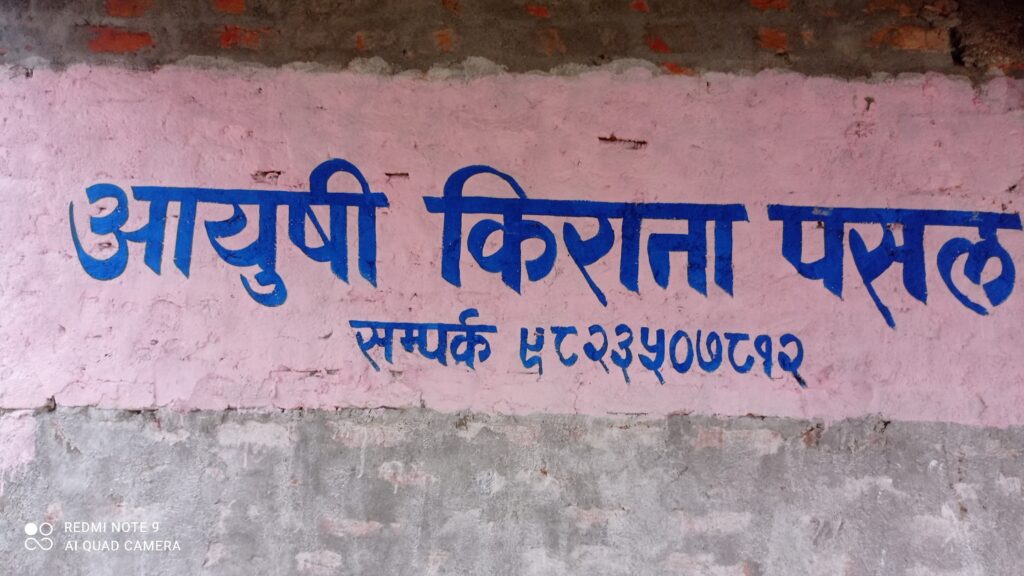 आयुषी किराना पसल
सम्पर्क ९८२३५०७८१२
REDMI NOTE 9
AI QUAD CAMERA